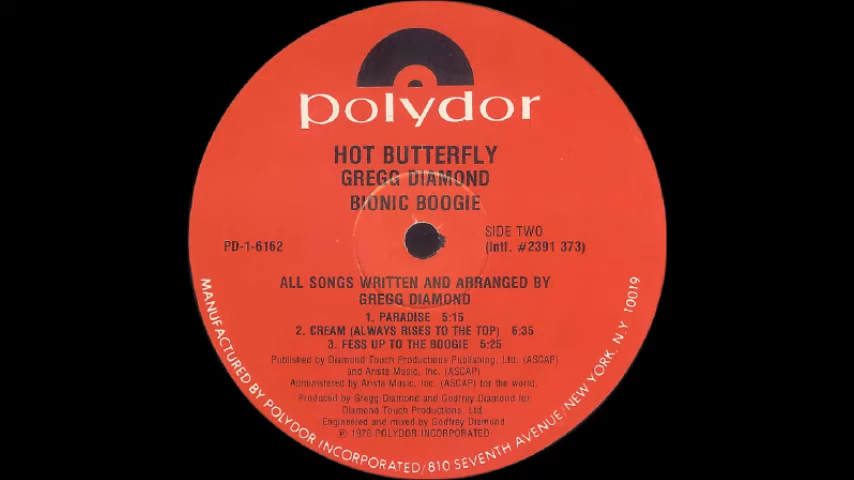 polydor
HOT BUTTERFLY
GREGG DIAMOND
BIONIC BOOGIE
PD-1-6162
SIDE TWO
(Intl. #2391 373)
ALL SONGS WRITTEN AND ARRANGED BY
GREGG DIAMOND
1. PARADISE 5:15
2. CREAM (ALWAYS RISES TO THE TOP) 6:35
3. FESS UP TO THE BOOGIE 5:25
Published by Diamond Touch Productions Publishing, Ltd. (ASCAP)
and Arista Music, Inc. (ASCAP)
Administered by Arista Music, Inc. (ASCAP) for the world.
Produced by Gregg Diamond and Godfrey Diamond for
Diamond Touch Productions, Ltd.
Engineered and mixed by Godfrey Diamond
℗ 1978 POLYDOR INCORPORATED
MANUFACTURED BY POLYDOR INCORPORATED/810 SEVENTH AVENUE/NEW YORK, N.Y. 10019